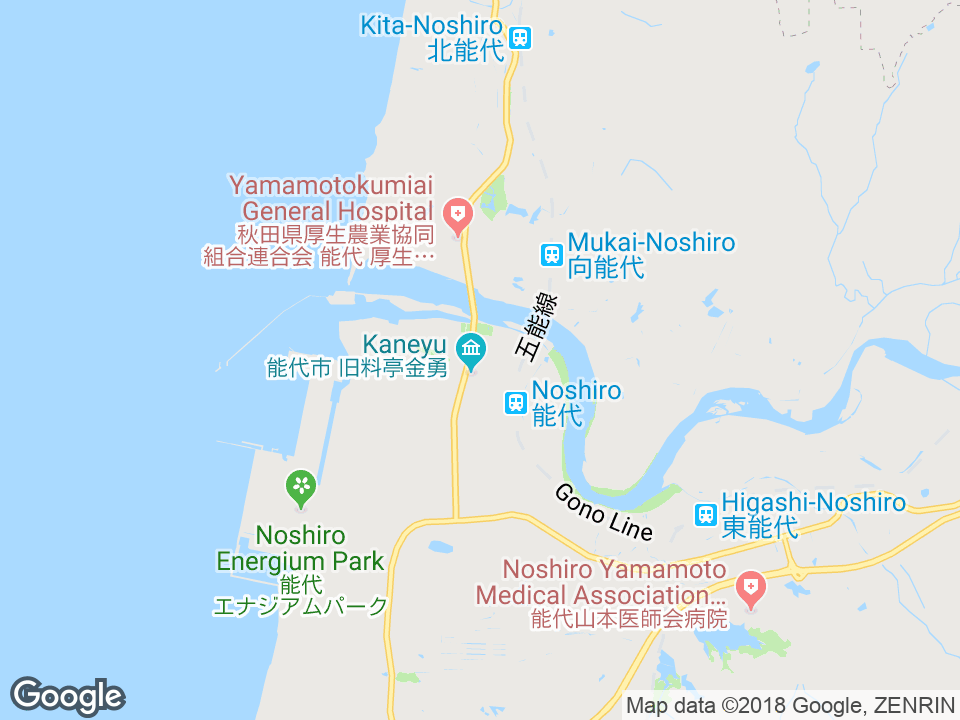 Kita-Noshiro
北能代
Yamamotokumiai
General Hospital
秋田県厚生農業協同
組合連合会 能代 厚生…
Mukai-Noshiro
向能代
五能線
Kaneyu
能代市 旧料亭金勇
Noshiro
能代
Gono Line
Higashi-Noshiro
東能代
Noshiro
Energium Park
能代
エナジアムパーク
Noshiro Yamamoto
Medical Association...
能代山本医師会病院
Google
Map data ©2018 Google, ZENRIN